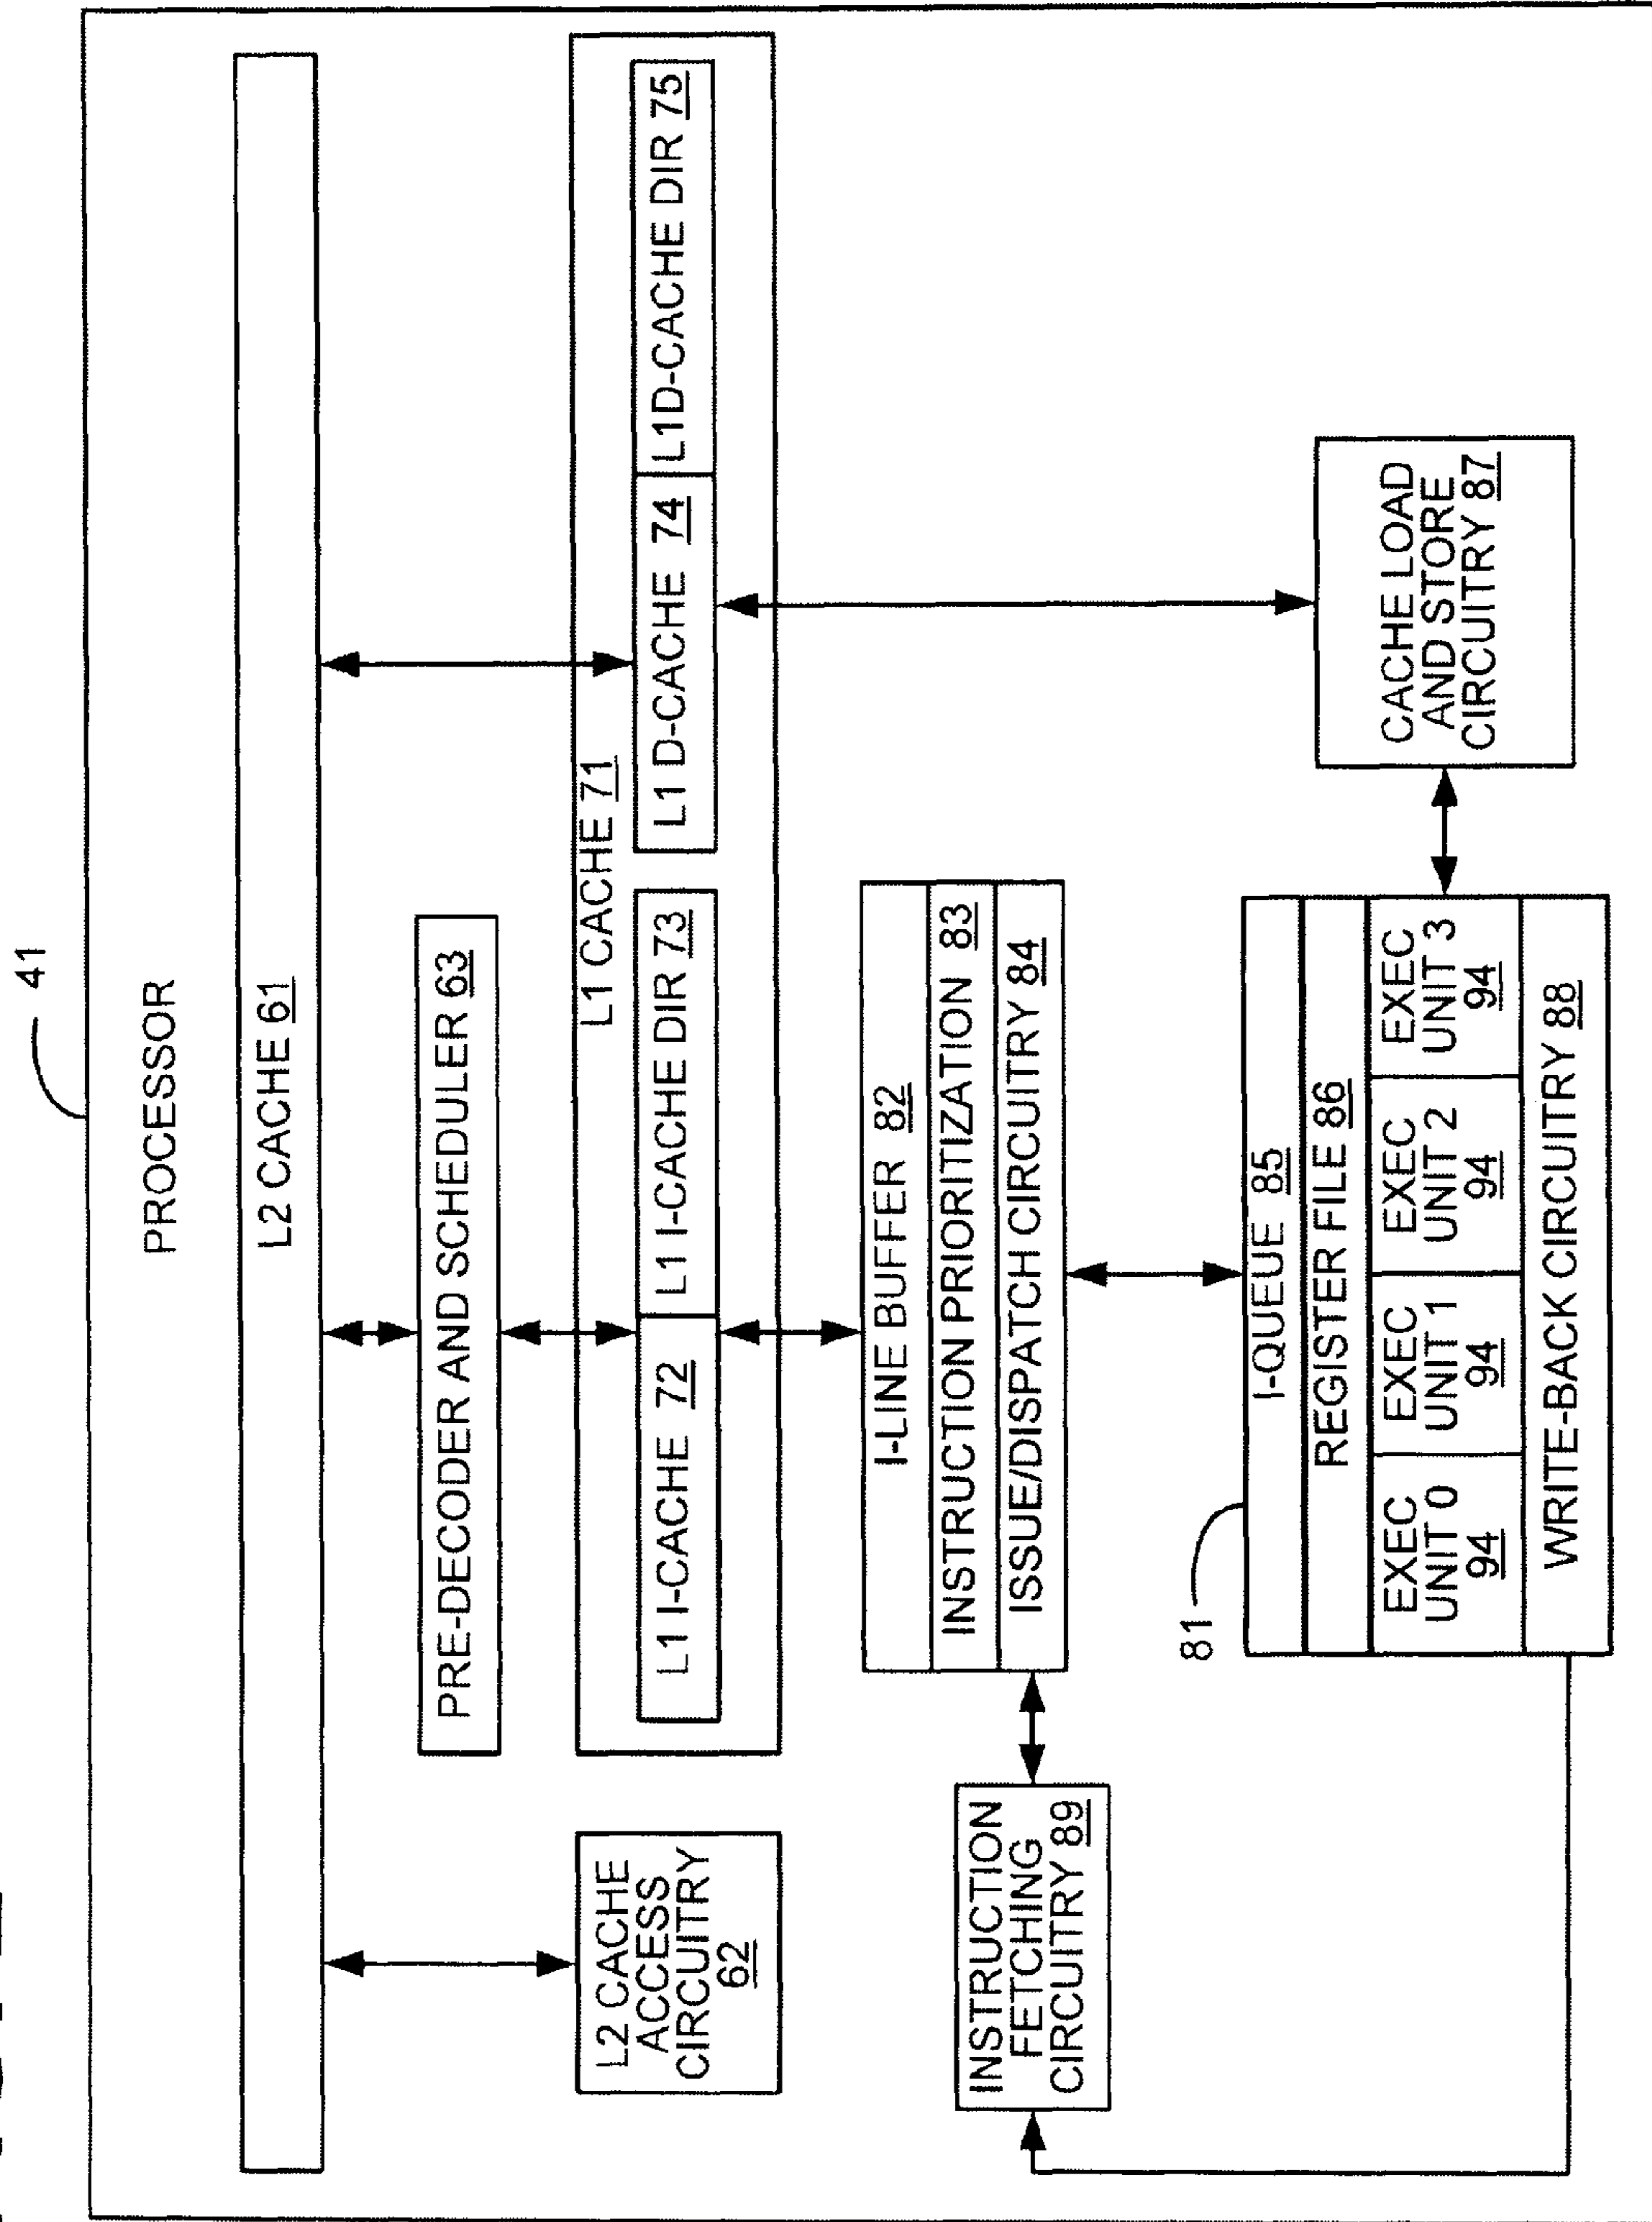 41
PROCESSOR
L2 CACHE 61
PRE-DECODER AND SCHEDULER 63
L2 CACHE
ACCESS
CIRCUITRY
62
L1 CACHE 71
L1 I-CACHE 72
L1 I-CACHE DIR 73
L1 D-CACHE 74
L1D-CACHE DIR 75
I-LINE BUFFER 82
INSTRUCTION PRIORITIZATION 83
ISSUE/DISPATCH CIRCUITRY 84
INSTRUCTION
FETCHING
CIRCUITRY 89
81
I-QUEUE 85
REGISTER FILE 86
EXEC
UNIT 0
94
EXEC
UNIT 1
94
EXEC
UNIT 2
94
EXEC
UNIT 3
94
WRITE-BACK CIRCUITRY 88
CACHE LOAD
AND STORE
CIRCUITRY 87